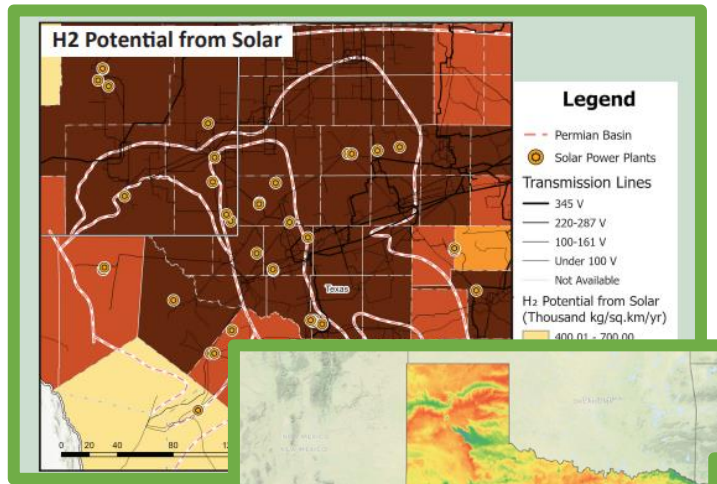 H2 Potential from Solar
Legend
Permian Basin
Solar Power Plants
Transmission Lines
345 V
220-287 V
100-161 V
Under 100 V
Not Available
H₂ Potential from Solar
(Thousand kg/sq.km/yr)
400.01 - 700.00
Texas
0 20 40 80
NEW MEXICO